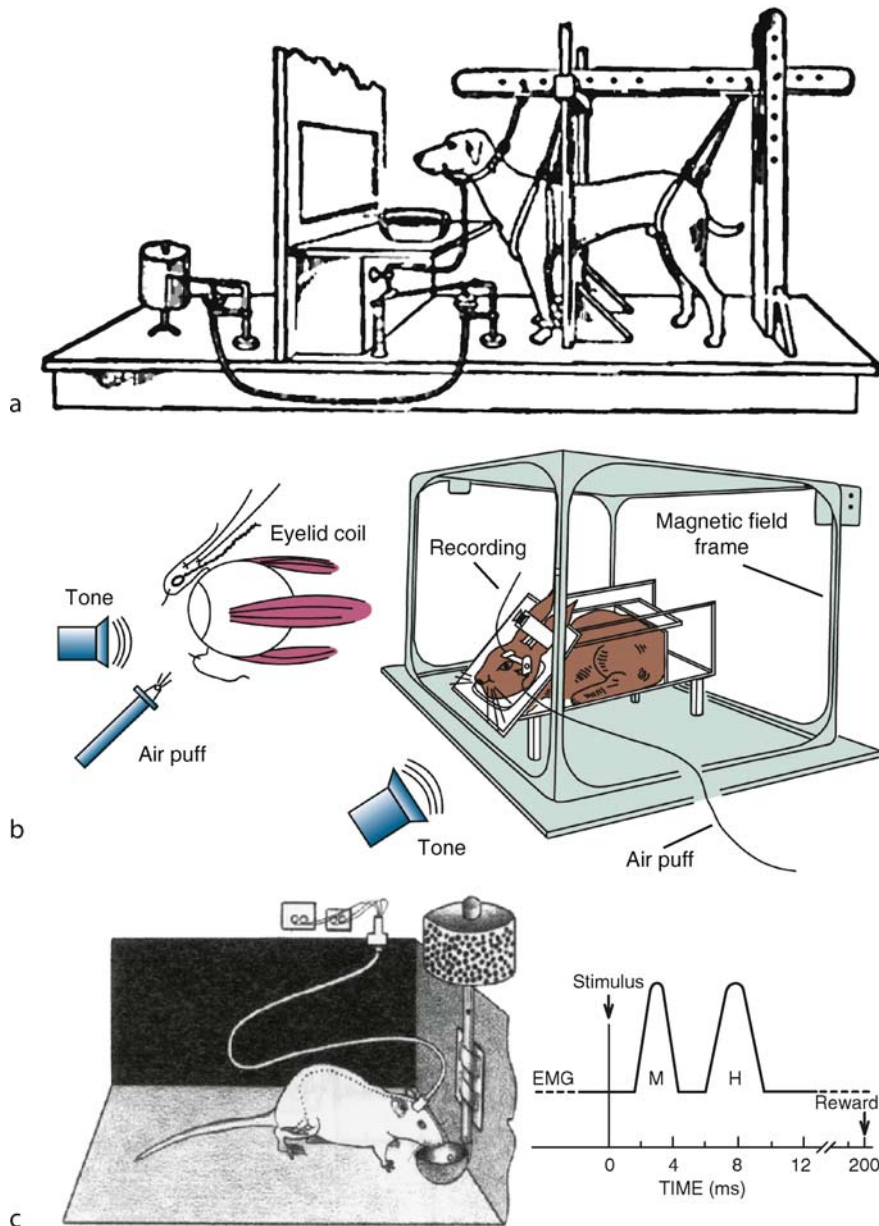 a
Eyelid coil
Tone
Air puff
Recording
Magnetic field
frame
Tone
Air puff
b
Stimulus
EMG
M
H
Reward
0 4 8 12 200
TIME (ms)
c